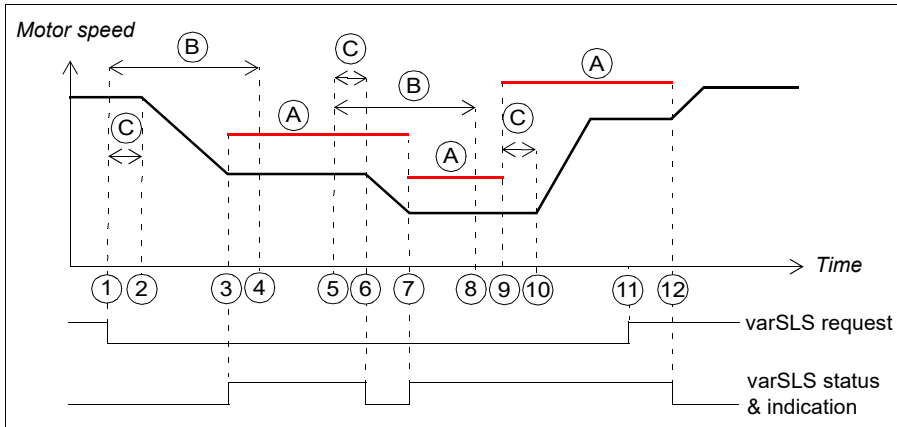 Motor speed
B
C
A
C
B
A
C
A
Time
1 2 3 4 5 6 7 8 9 10 11 12
varSLS request
varSLS status
& indication